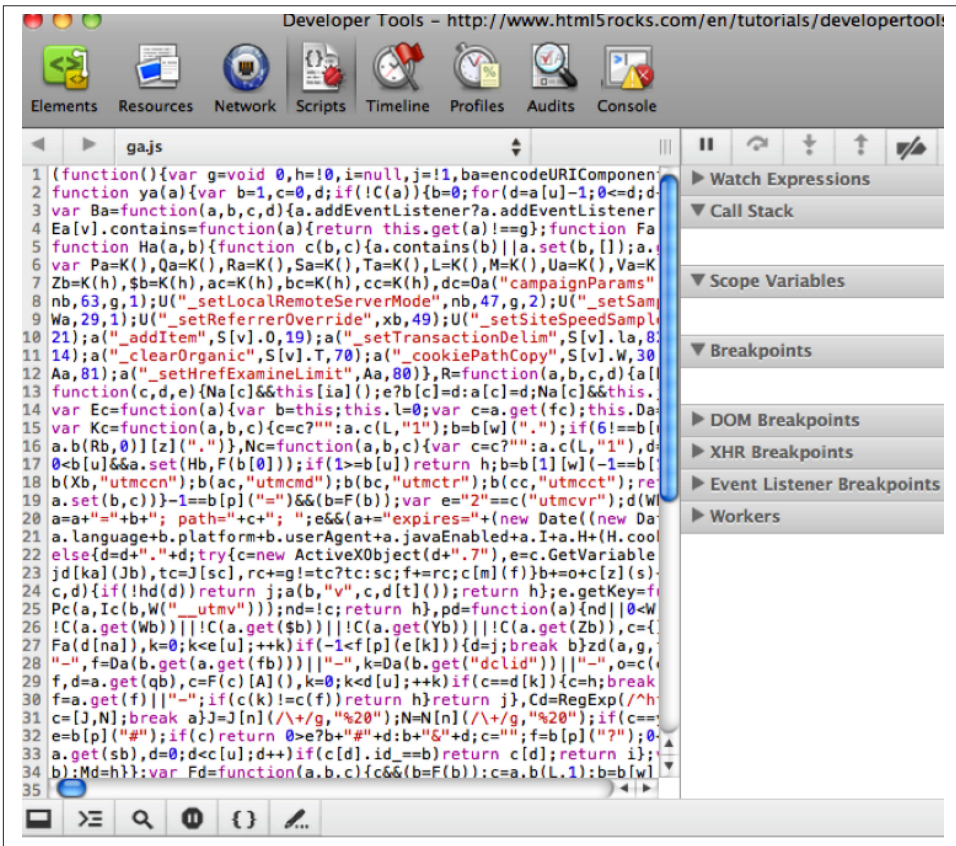 Developer Tools – http://www.html5rocks.com/en/tutorials/developertools
Elements Resources Network Scripts Timeline Profiles Audits Console
ga.js
1 (function(){var g=void 0,h=!0,i=null,j=!1,ba=encodeURIComponen
2 function ya(a){var b=1,c=0,d;if(!C(a)){b=0;for(d=a[u]-1;0<=d;d-
3 var Ba=function(a,b,c,d){a.addEventListener?a.addEventListener
4 Ea[v].contains=function(a){return this.get(a)!==g};function Fa
5 function Ha(a,b){function c(b,c){a.contains(b)||a.set(b,[]);a.
6 var Pa=K(),Qa=K(),Ra=K(),Sa=K(),Ta=K(),L=K(),M=K(),Ua=K(),Va=K
7 Zb=K(h),$b=K(h),ac=K(h),bc=K(h),cc=K(h),dc=Oa("campaignParams"
8 nb,63,g,1);U("_setLocalRemoteServerMode",nb,47,g,2);U("_setSam
9 Wa,29,1);U("_setReferrerOverride",xb,49);U("_setSiteSpeedSampl
10 21);a("_addItem",S[v].O,19);a("_setTransactionDelim",S[v].la,82
11 14);a("_clearOrganic",S[v].T,70);a("_cookiePathCopy",S[v].W,30
12 Aa,81);a("_setHrefExamineLimit",Aa,80)},R=function(a,b,c,d){a[
13 function(c,d,e){Na[c]&&this[ia]();e?b[c]=d:a[c]=d;Na[c]&&this.
14 var Ec=function(a){var b=this;this.l=0;var c=a.get(fc);this.Da=
15 var Kc=function(a,b,c){c=c?"":a.c(L,"1");b=b[w](".");if(6!==b[
16 a.b(Rb,0)][z](".")},Nc=function(a,b,c){var c=c?"":a.c(L,"1"),d=
17 0<b[u]&&a.set(Hb,F(b[0]));if(1>=b[u])return h;b=b[1][w](-1==b[
18 b(Xb,"utmccn");b(ac,"utmcmd");b(bc,"utmctr");b(cc,"utmcct");re
19 a.set(b,c))}-1==b[p]("=")&&(b=F(b));var e="2"==c("utmcvr");d(W
20 a=a+"="+b+"; path="+c+"; ";e&&(a+="expires="+(new Date((new Da
21 a.language+b.platform+b.userAgent+a.javaEnabled+a.I+a.H+(H.coo
22 else{d=d+"."+d;try{c=new ActiveXObject(d+".7"),e=c.GetVariable
23 jd[ka](Jb),tc=J[sc],rc+=g!=tc?tc:sc;f+=rc;c[m](f)}b+=o+c[z](s)
24 c,d){if(!hd(d))return j;a(b,"v",c,d[t]());return h};e.getKey=f
25 Pc(a,Ic(b,W("__utmv")));nd=!c;return h},pd=function(a){nd||0<W
26 !C(a.get(Wb))||!C(a.get($b))||!C(a.get(Yb))||!C(a.get(Zb)),c={
27 Fa(d[na]),k=0;k<e[u];++k)if(-1<f[p](e[k])){d=j;break b}zd(a,g,
28 "-",f=Da(b.get(a.get(fb)))||"-",k=Da(b.get("dclid"))||"-",o=c(
29 f,d=a.get(qb),c=F(c)[A](),k=0;k<d[u];++k)if(c==d[k]){c=h;break
30 f=a.get(f)||"-";if(c(k)!=c(f))return h}return j},Cd=RegExp(/^h
31 c=[J,N];break a}J=J[n](/\+/g,"%20");N=N[n](/\+/g,"%20");if(c==
32 e=b[p]("#");if(c)return 0>e?b+"#"+d:b+"&"+d;c="";f=b[p]("?");0
33 a.get(sb),d=0;d<c[u];d++)if(c[d].id_==b)return c[d];return i};
34 b);Md=h}};var Fd=function(a,b,c){c&&(b=F(b));c=a.b(L,1);b=b[w]
35
Watch Expressions
Call Stack
Scope Variables
Breakpoints
DOM Breakpoints
XHR Breakpoints
Event Listener Breakpoints
Workers